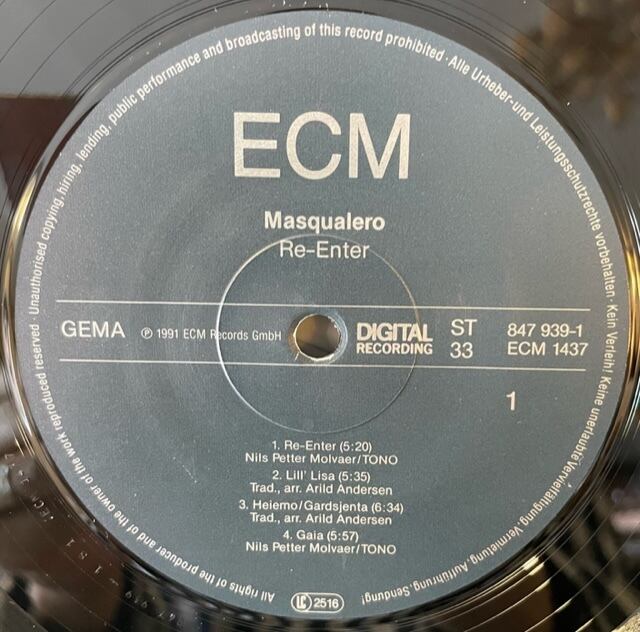 Unauthorised copying, hiring, lending, public performance and broadcasting of this record prohibited · Alle Urheber- und Leistungsschutzrechte vorbehalten · Kein Verleih! Keine unerlaubte Vervielfältigung, Vermietung, Aufführung, Sendung!
ECM
Masqualero
Re-Enter
GEMA
℗ 1991 ECM Records GmbH
DIGITAL
RECORDING
ST
33
847 939-1
ECM 1437
1
1. Re-Enter (5:20)
Nils Petter Molvaer/TONO
2. Lill' Lisa (5:35)
Trad., arr. Arild Andersen
3. Heiemo/Gardsjenta (6:34)
Trad., arr. Arild Andersen
4. Gaia (5:57)
Nils Petter Molvaer/TONO
LC 2516
All rights of the producer and of the owner of the work reproduced reserved ·